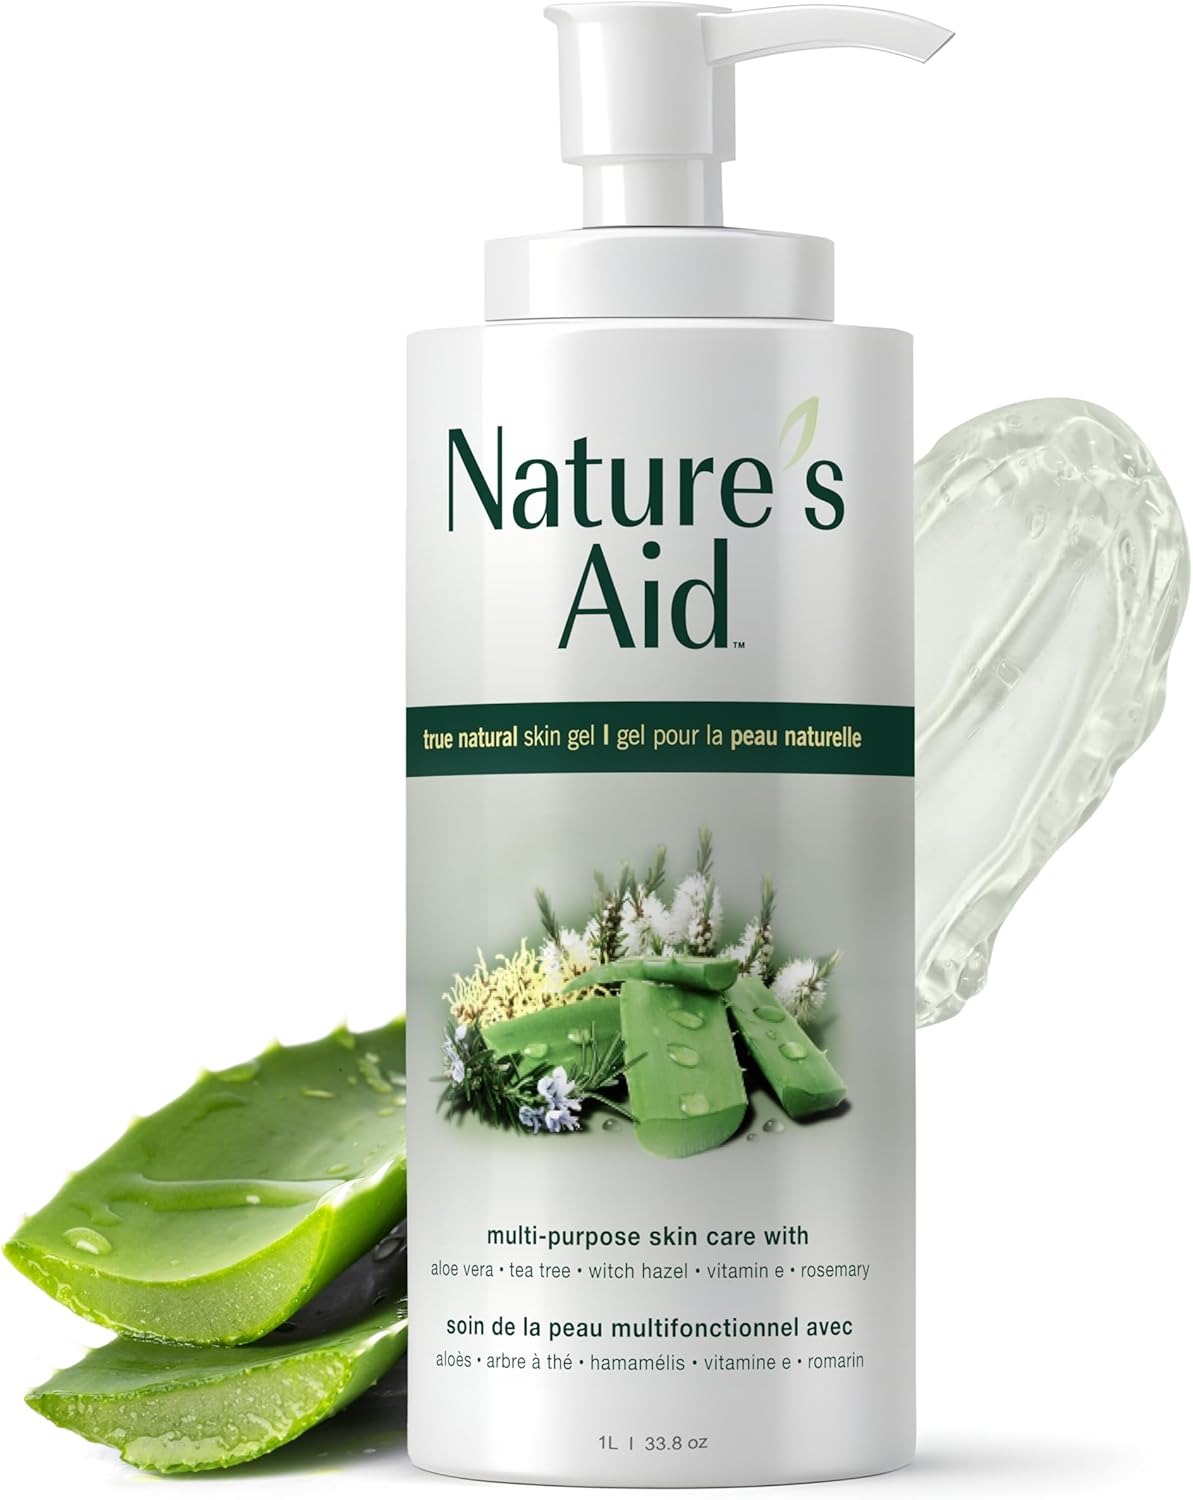 Nature's
Aid™
true natural skin gel | gel pour la peau naturelle
multi-purpose skin care with
aloe vera • tea tree • witch hazel • vitamin e • rosemary
soin de la peau multifonctionnel avec
aloès • arbre à thé • hamamélis • vitamine e • romarin
1L | 33.8 oz